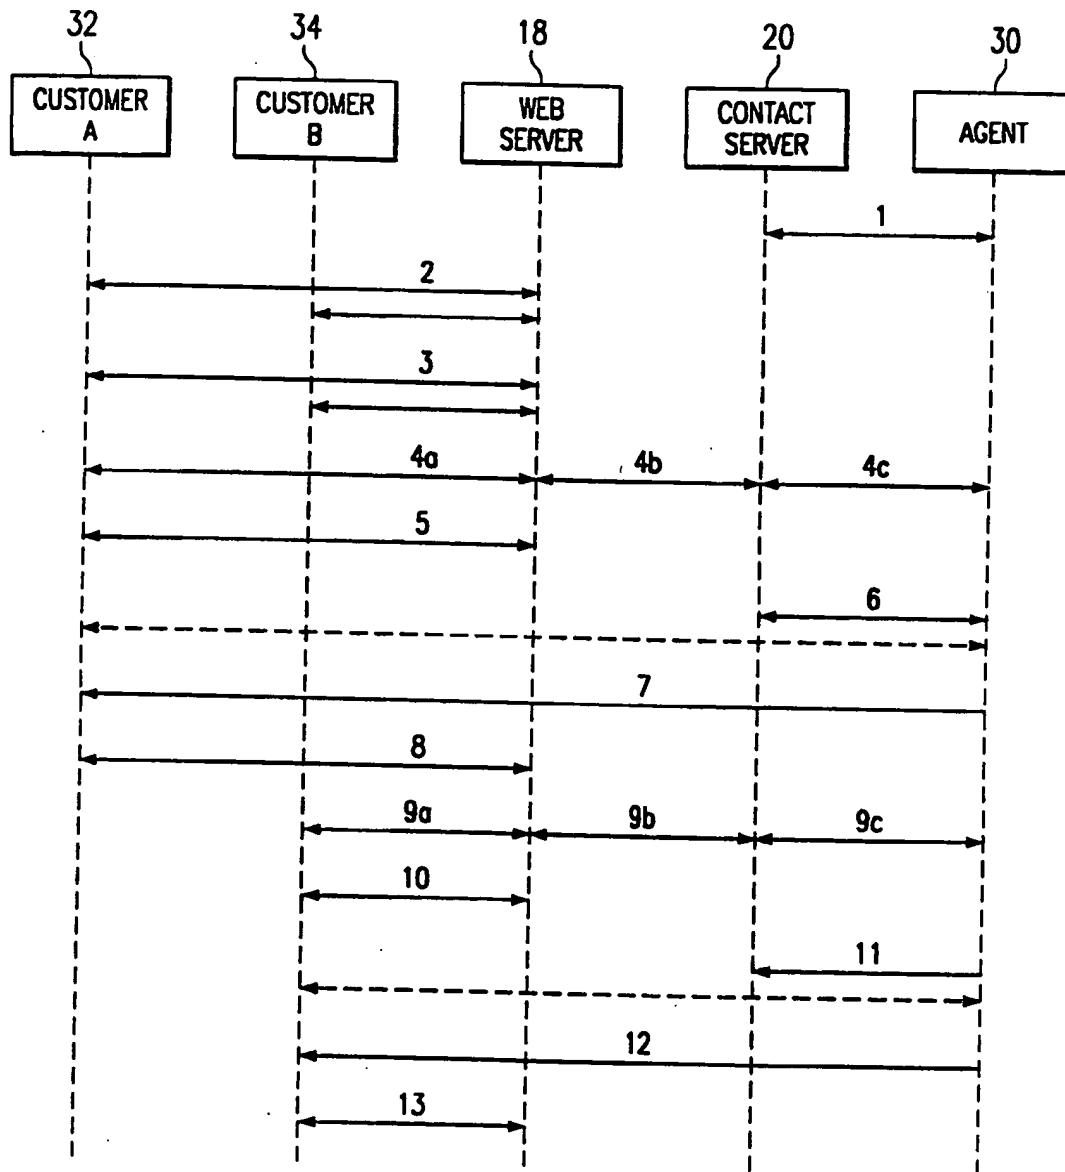 32
34
18
20
30
CUSTOMER
A
CUSTOMER
B
WEB
SERVER
CONTACT
SERVER
AGENT
1
2
3
4a
4b
4c
5
6
7
8
9a
9b
9c
10
11
12
13